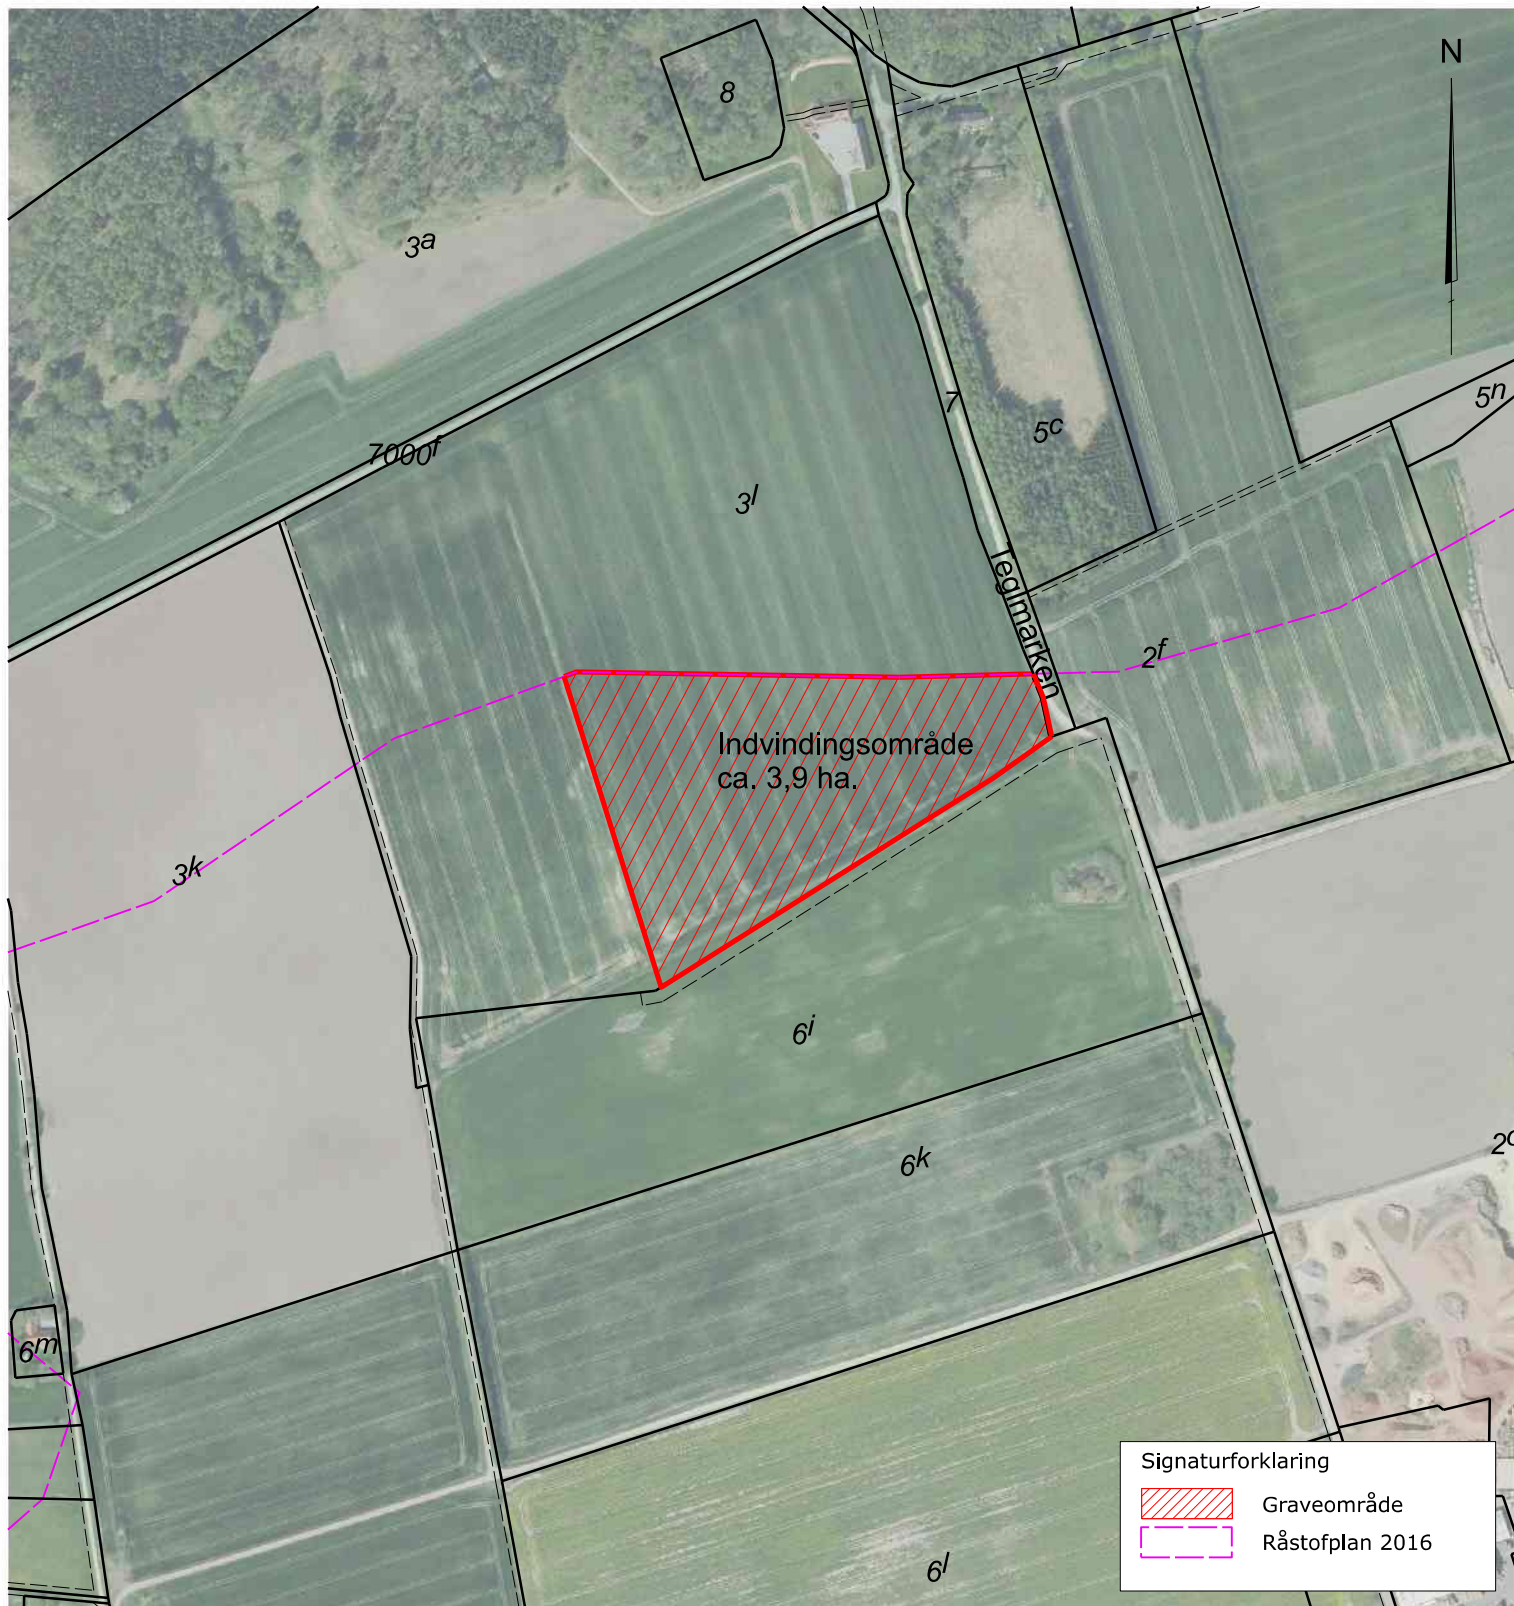 N
8
3a
5n
7
5c
7000f
3l
Teglmarken
2f
Indvindingsområde
ca. 3,9 ha.
3k
6i
6k
6m
6l
Signaturforklaring
Graveområde
Råstofplan 2016